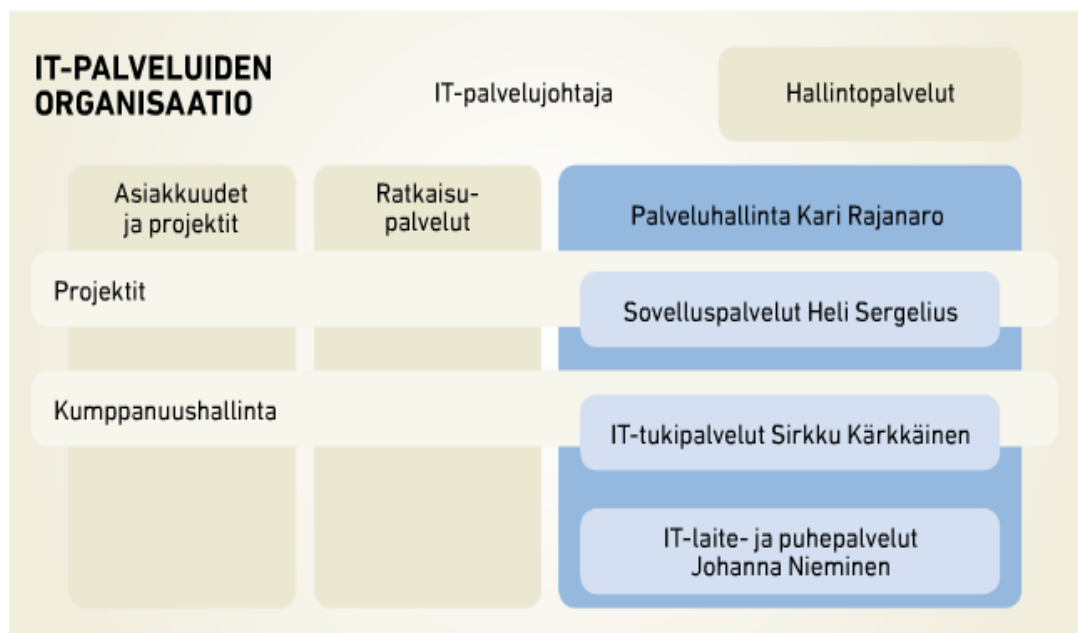 IT-PALVELUIDEN
ORGANISAATIO
IT-palvelujohtaja
Hallintopalvelut
Asiakkuudet
ja projektit
Ratkaisu-
palvelut
Palveluhallinta Kari Rajanaro
Projektit
Sovelluspalvelut Heli Sergelius
Kumppanuushallinta
IT-tukipalvelut Sirkku Kärkkäinen
IT-laite- ja puhepalvelut
Johanna Nieminen